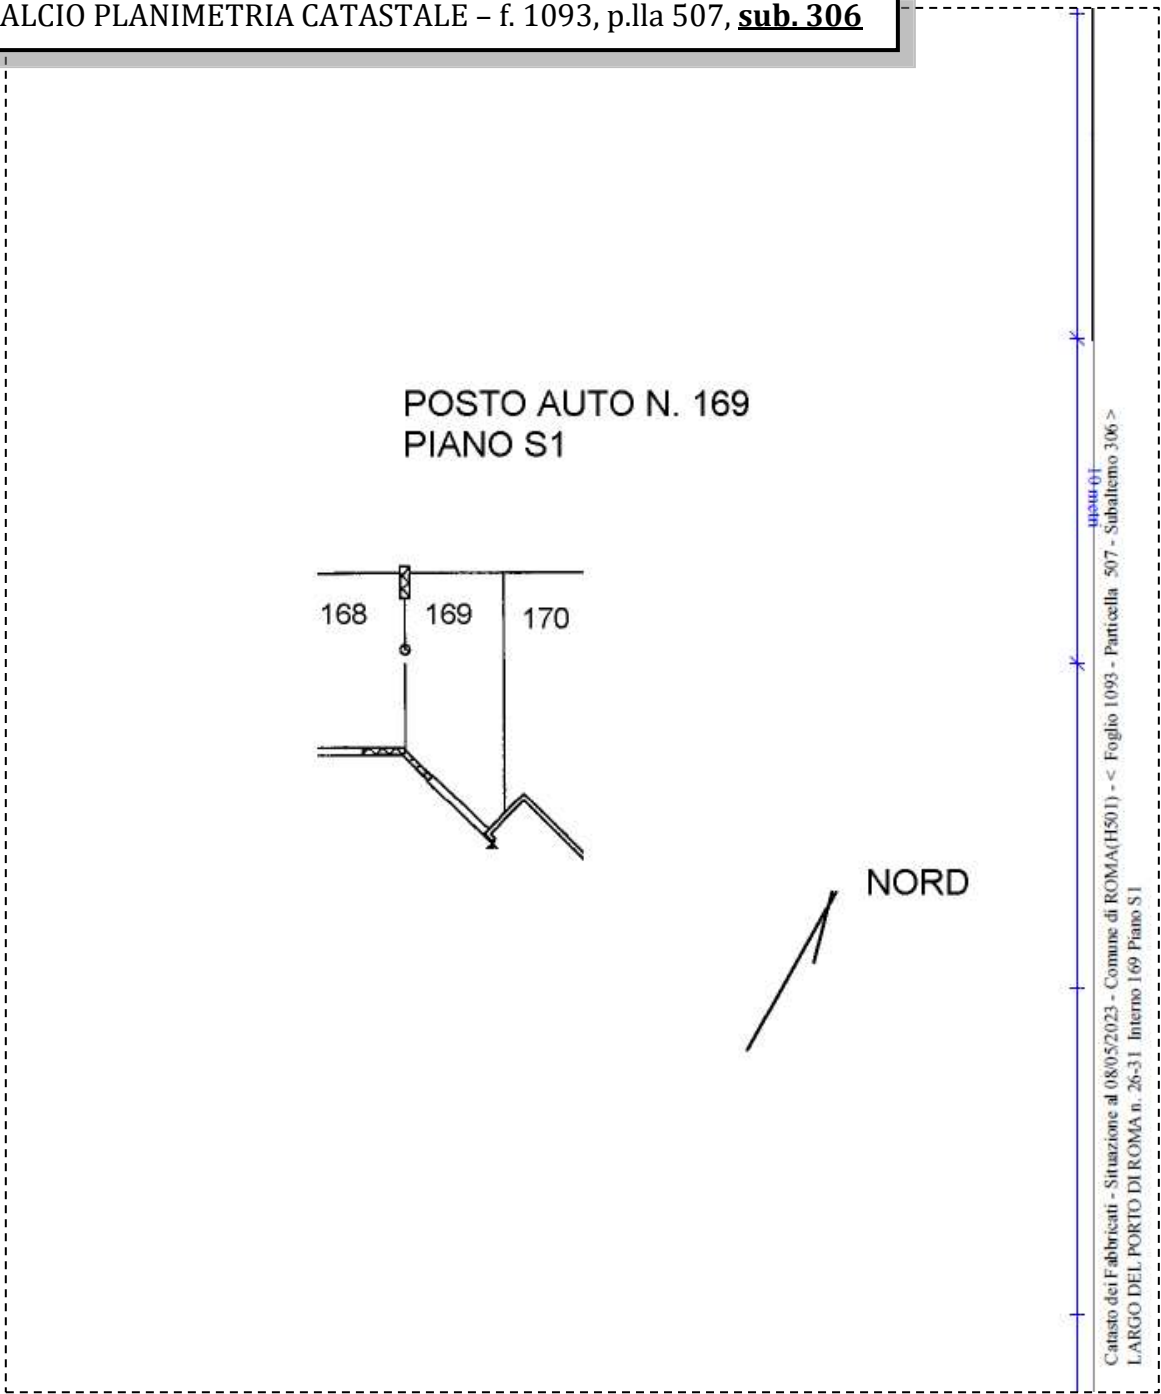 ALCIO PLANIMETRIA CATASTALE – f. 1093, p.lla 507, sub. 306
POSTO AUTO N. 169
PIANO S1
168
169
170
NORD
10 metri
Catasto dei Fabbricati - Situazione al 08/05/2023 - Comune di ROMA(H501) - < Foglio 1093 - Particella 507 - Subalterno 306 >
LARGO DEL PORTO DI ROMA n. 26-31 Interno 169 Piano S1